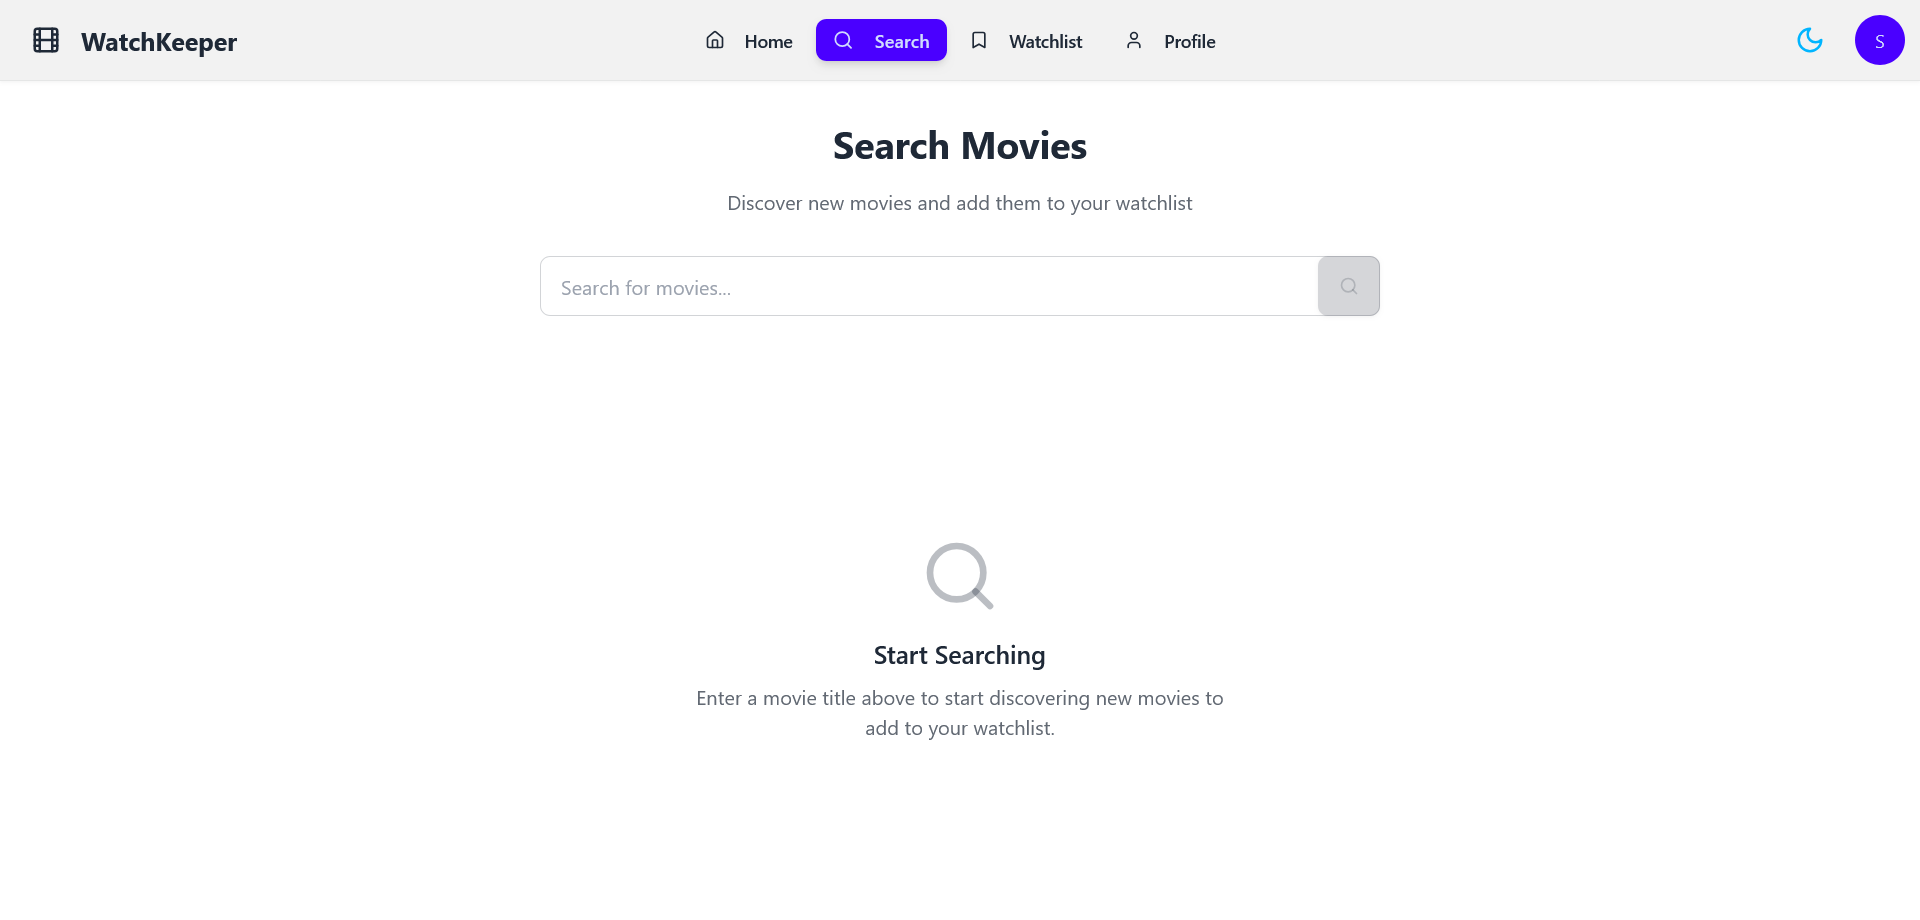 WatchKeeper
Home
Search
Watchlist
Profile
S
Search Movies
Discover new movies and add them to your watchlist
Search for movies...
Start Searching
Enter a movie title above to start discovering new movies to
add to your watchlist.